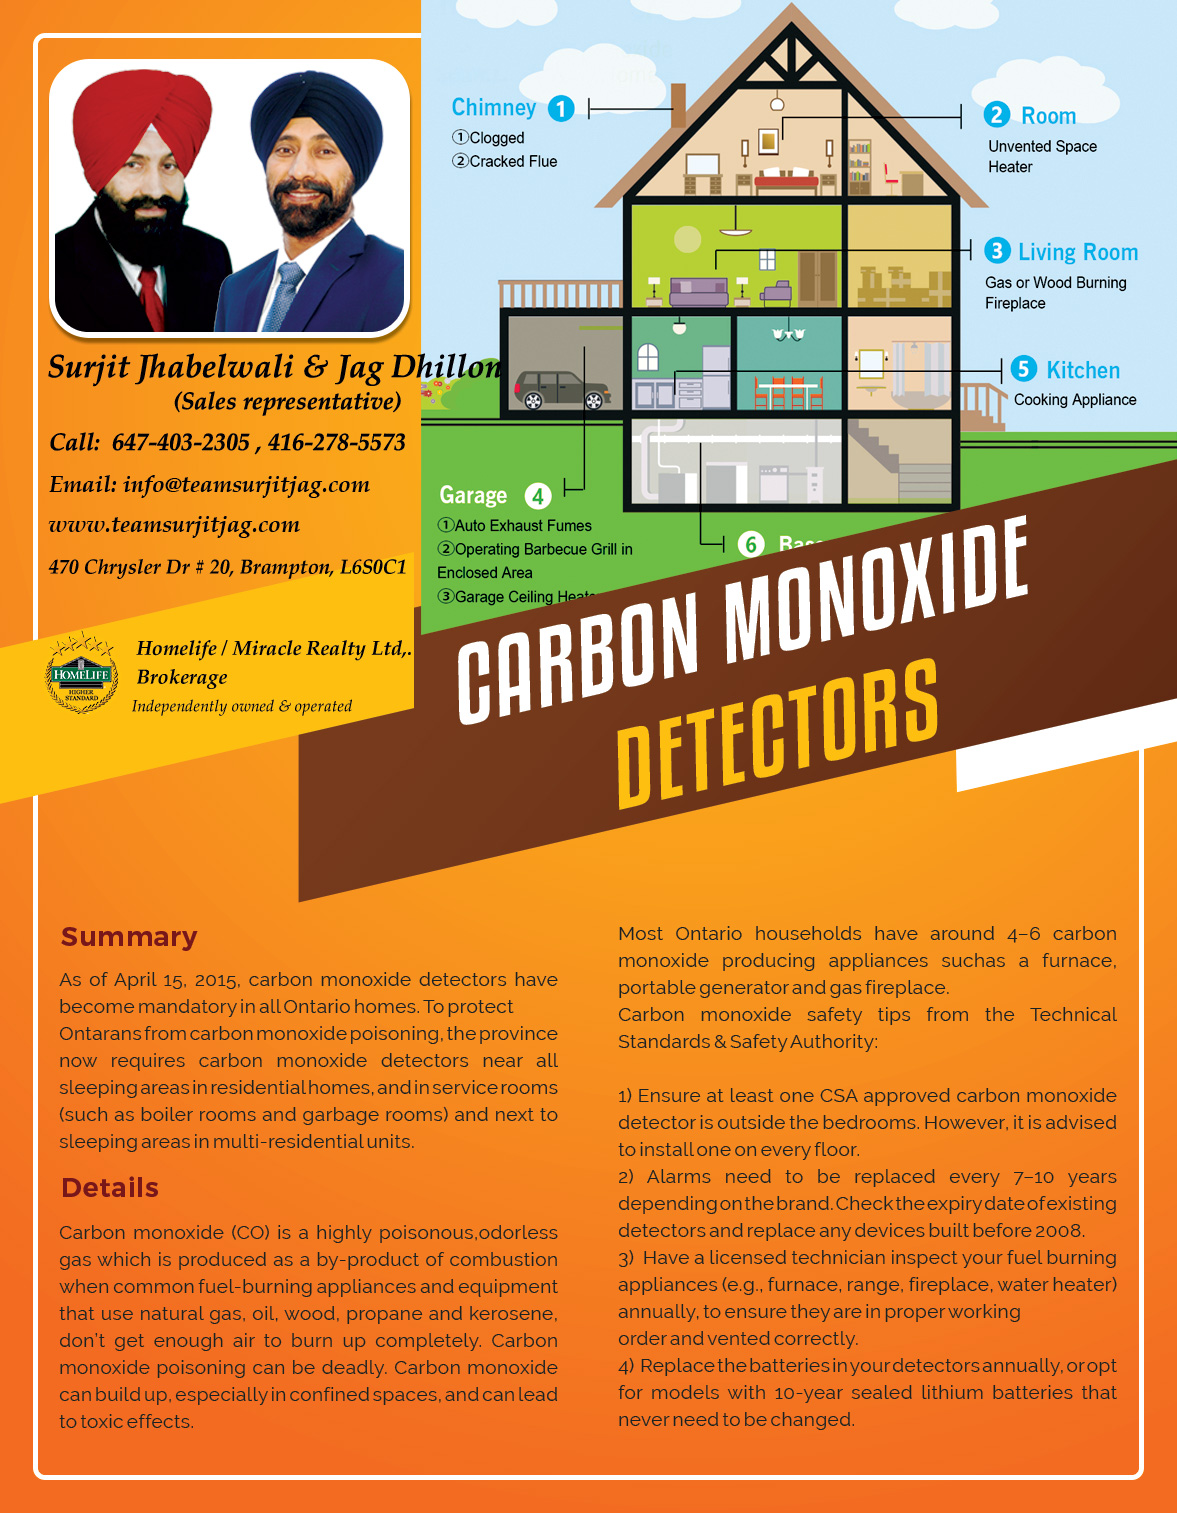 Surjit Jhabelwali & Jag Dhillon
(Sales representative)
Call: 647-403-2305 , 416-278-5573
Email: info@teamsurjitjag.com
www.teamsurjitjag.com
470 Chrysler Dr # 20, Brampton, L6S0C1
HOMELIFE
HIGHER
STANDARD
Homelife / Miracle Realty Ltd,.
Brokerage
Independently owned & operated
Chimney 1
①Clogged
②Cracked Flue
2 Room
Unvented Space
Heater
3 Living Room
Gas or Wood Burning
Fireplace
5 Kitchen
Cooking Appliance
Garage 4
①Auto Exhaust Fumes
②Operating Barbecue Grill in
Enclosed Area
③Garage Ceiling
6
CARBON MONOXIDE
DETECTORS
Summary
As of April 15, 2015, carbon monoxide detectors have
become mandatory in all Ontario homes. To protect
Ontarans from carbon monoxide poisoning, the province
now requires carbon monoxide detectors near all
sleeping areas in residential homes, and in service rooms
(such as boiler rooms and garbage rooms) and next to
sleeping areas in multi-residential units.
Details
Carbon monoxide (CO) is a highly poisonous,odorless
gas which is produced as a by-product of combustion
when common fuel-burning appliances and equipment
that use natural gas, oil, wood, propane and kerosene,
don't get enough air to burn up completely. Carbon
monoxide poisoning can be deadly. Carbon monoxide
can build up, especially in confined spaces, and can lead
to toxic effects.
Most Ontario households have around 4–6 carbon
monoxide producing appliances suchas a furnace,
portable generator and gas fireplace.
Carbon monoxide safety tips from the Technical
Standards & Safety Authority:
1) Ensure at least one CSA approved carbon monoxide
detector is outside the bedrooms. However, it is advised
to install one on every floor.
2) Alarms need to be replaced every 7–10 years
depending on the brand. Check the expiry date of existing
detectors and replace any devices built before 2008.
3) Have a licensed technician inspect your fuel burning
appliances (e.g., furnace, range, fireplace, water heater)
annually, to ensure they are in proper working
order and vented correctly.
4) Replace the batteries in your detectors annually, or opt
for models with 10-year sealed lithium batteries that
never need to be changed.